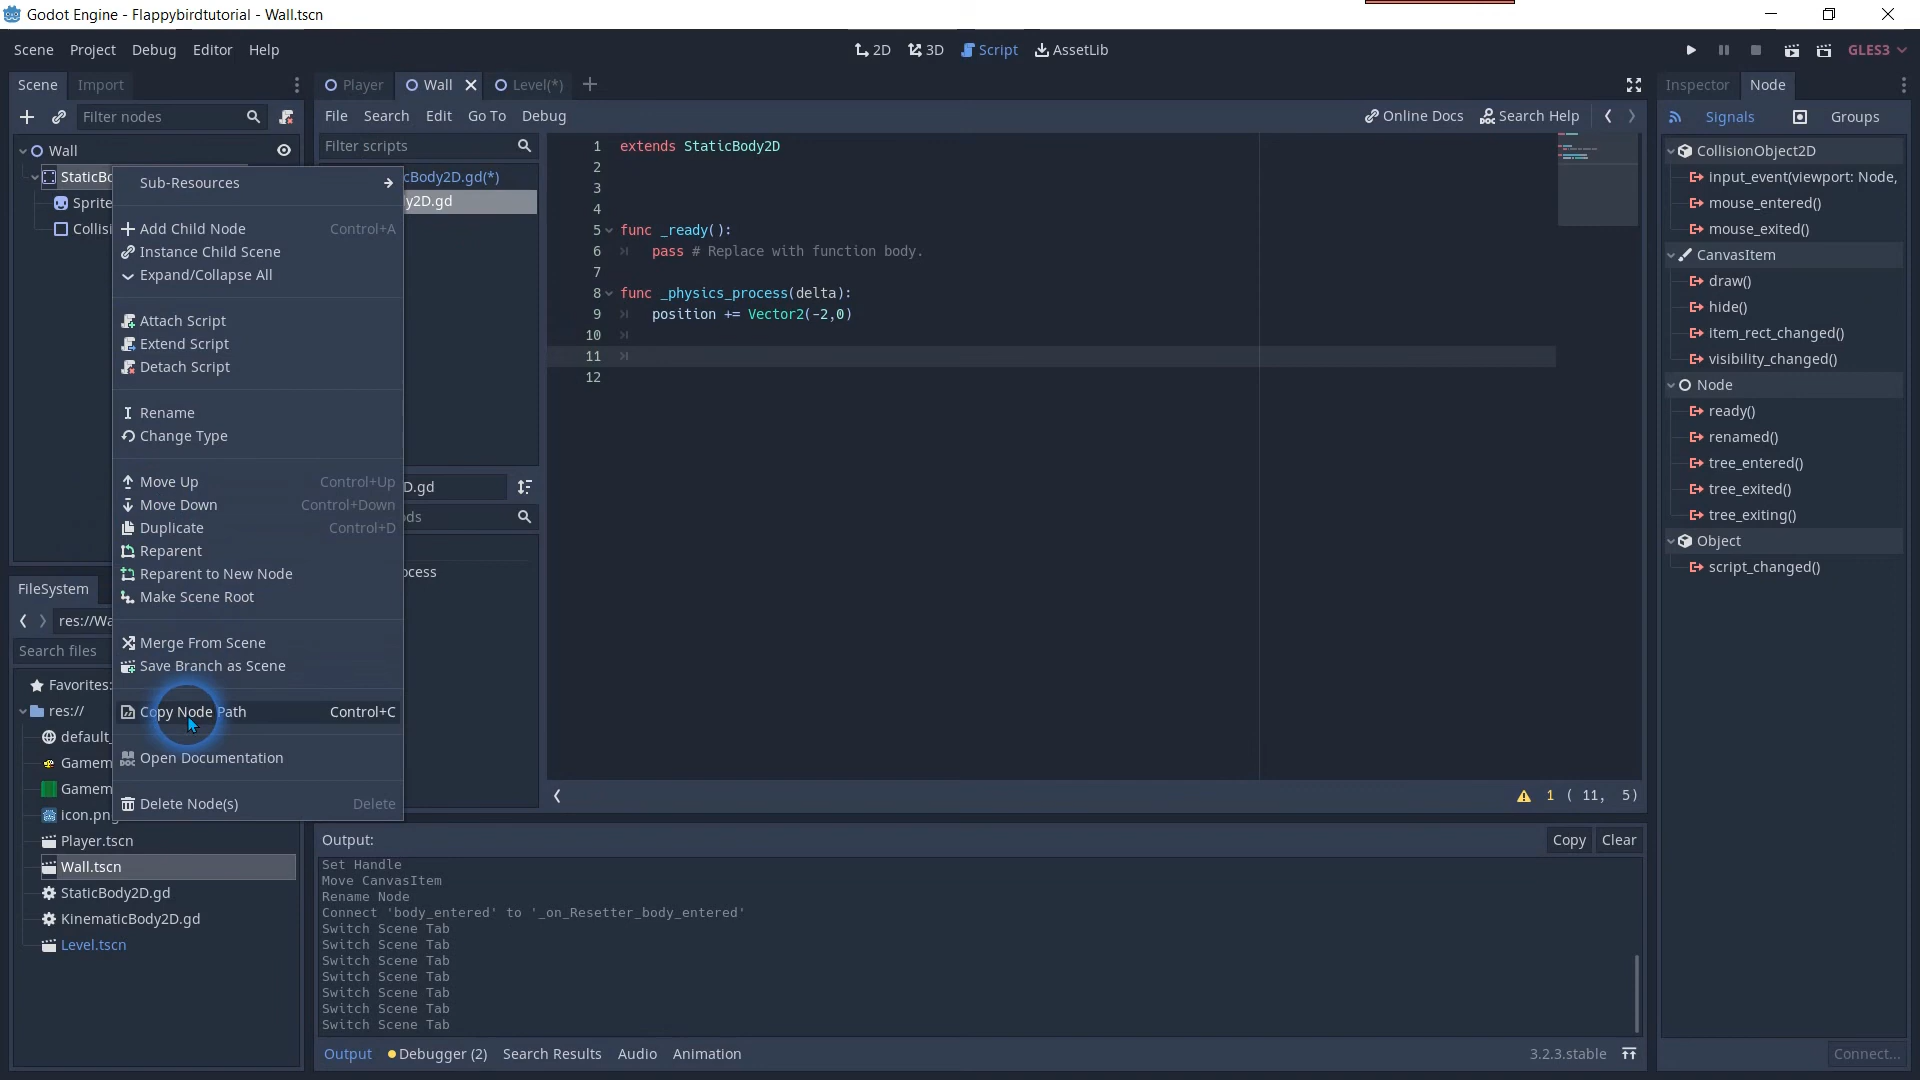 Godot Engine - Flappybirdtutorial - Wall.tscn
Scene Project Debug Editor Help
2D 3D Script AssetLib
GLES3
Scene Import
Player Wall Level(*)
Inspector Node
Filter nodes
File Search Edit Go To Debug
Online Docs Search Help
Signals Groups
Wall
StaticBo
Sprite
Collisi
Sub-Resources
Add Child Node Control+A
Instance Child Scene
Expand/Collapse All
Attach Script
Extend Script
Detach Script
Rename
Change Type
Move Up Control+Up
Move Down Control+Down
Duplicate Control+D
Reparent
Reparent to New Node
Make Scene Root
Merge From Scene
Save Branch as Scene
Copy Node Path Control+C
Open Documentation
Delete Node(s) Delete
Filter scripts
cBody2D.gd(*)
y2D.gd
D.gd
ods
ocess
1 extends StaticBody2D
2
3
4
5 func _ready():
6 pass # Replace with function body.
7
8 func _physics_process(delta):
9 position += Vector2(-2,0)
10
11
12
1 ( 11, 5)
CollisionObject2D
input_event(viewport: Node,
mouse_entered()
mouse_exited()
CanvasItem
draw()
hide()
item_rect_changed()
visibility_changed()
Node
ready()
renamed()
tree_entered()
tree_exited()
tree_exiting()
Object
script_changed()
Connect...
FileSystem
res://Wa
Search files
Favorites:
res://
default_
Gamem
Gamem
icon.png
Player.tscn
Wall.tscn
StaticBody2D.gd
KinematicBody2D.gd
Level.tscn
Output: Copy Clear
Set Handle
Move CanvasItem
Rename Node
Connect 'body_entered' to '_on_Resetter_body_entered'
Switch Scene Tab
Switch Scene Tab
Switch Scene Tab
Switch Scene Tab
Switch Scene Tab
Switch Scene Tab
Switch Scene Tab
Output Debugger (2) Search Results Audio Animation
3.2.3.stable